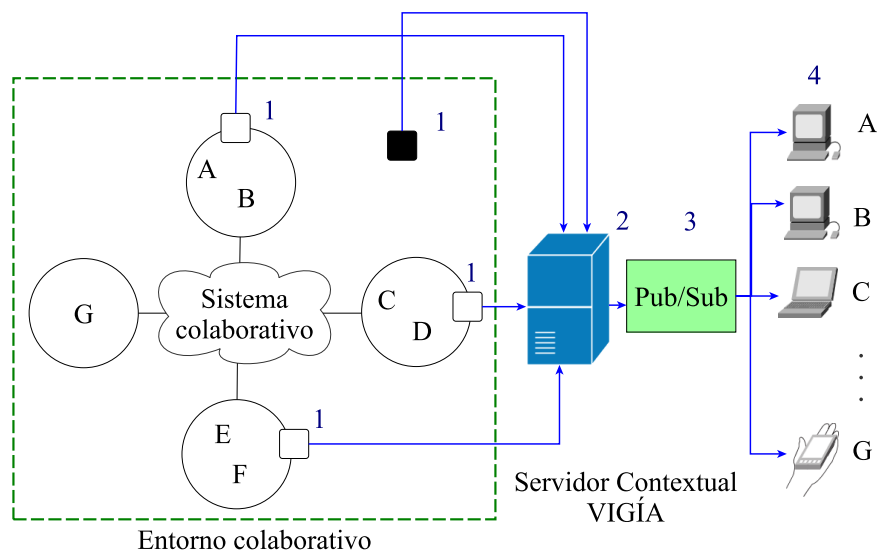 1
1
4
A
A
B
B
2
3
1
Sistema
colaborativo
G
C
D
Pub/Sub
C
.
.
.
1
E
F
G
Servidor Contextual
VIGÍA
Entorno colaborativo